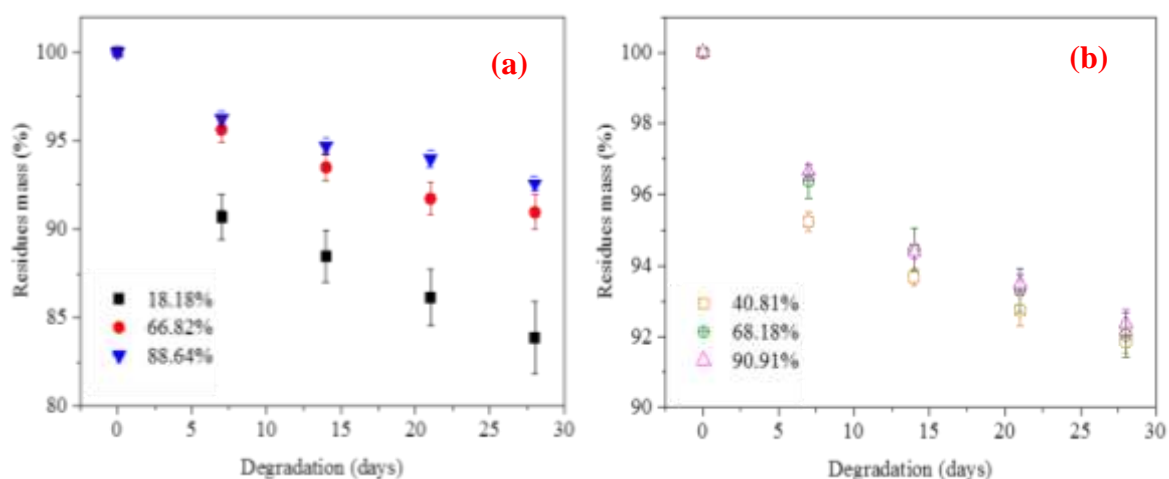 (a)
Residues mass (%)
100
95
90
85
80
18.18%
66.82%
88.64%
0 5 10 15 20 25 30
Degradation (days)
(b)
Residues mass (%)
100
98
96
94
92
90
40.81%
68.18%
90.91%
0 5 10 15 20 25 30
Degradation (days)